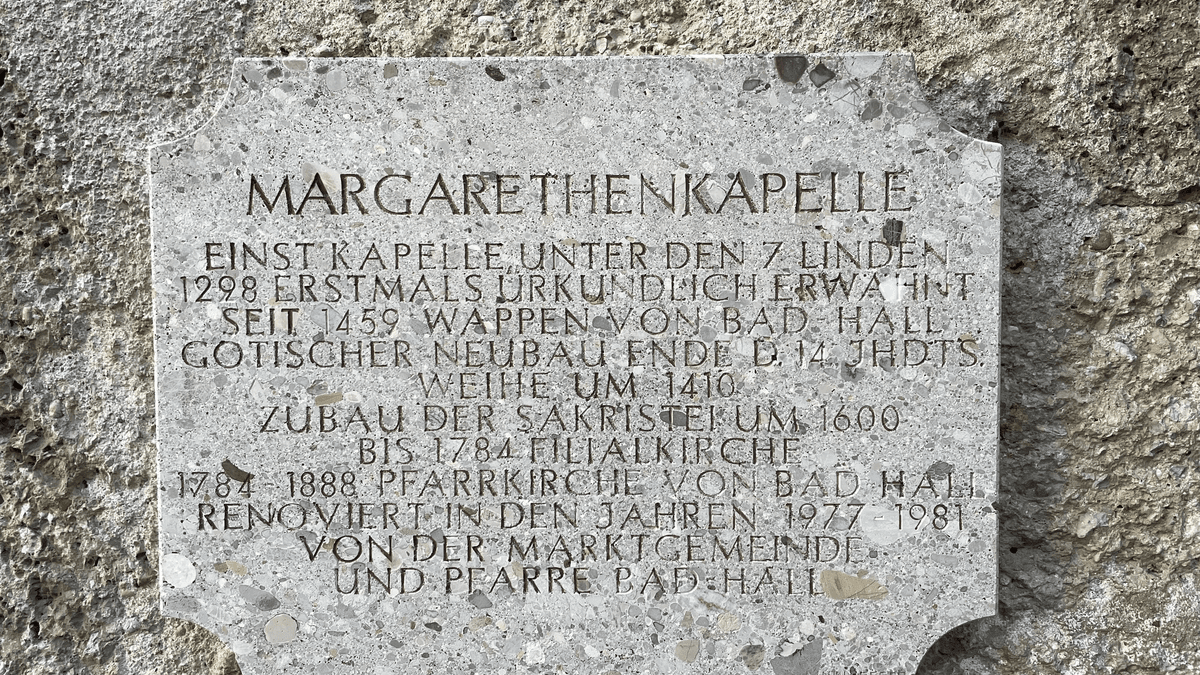 MARGARETHENKAPELLE
EINST KAPELLE „UNTER DEN 7 LINDEN
1298 ERSTMALS URKUNDLICH ERWÄHNT
SEIT 1459 WAPPEN VON BAD HALL
GOTISCHER NEUBAU ENDE D. 14. JHDTS.
WEIHE UM 1410
ZUBAU DER SAKRISTEI UM 1600
BIS 1784 FILIALKIRCHE
1784-1888 PFARRKIRCHE VON BAD HALL
RENOVIERT IN DEN JAHREN 1977-1981
VON DER MARKTGEMEINDE
UND PFARRE BAD-HALL